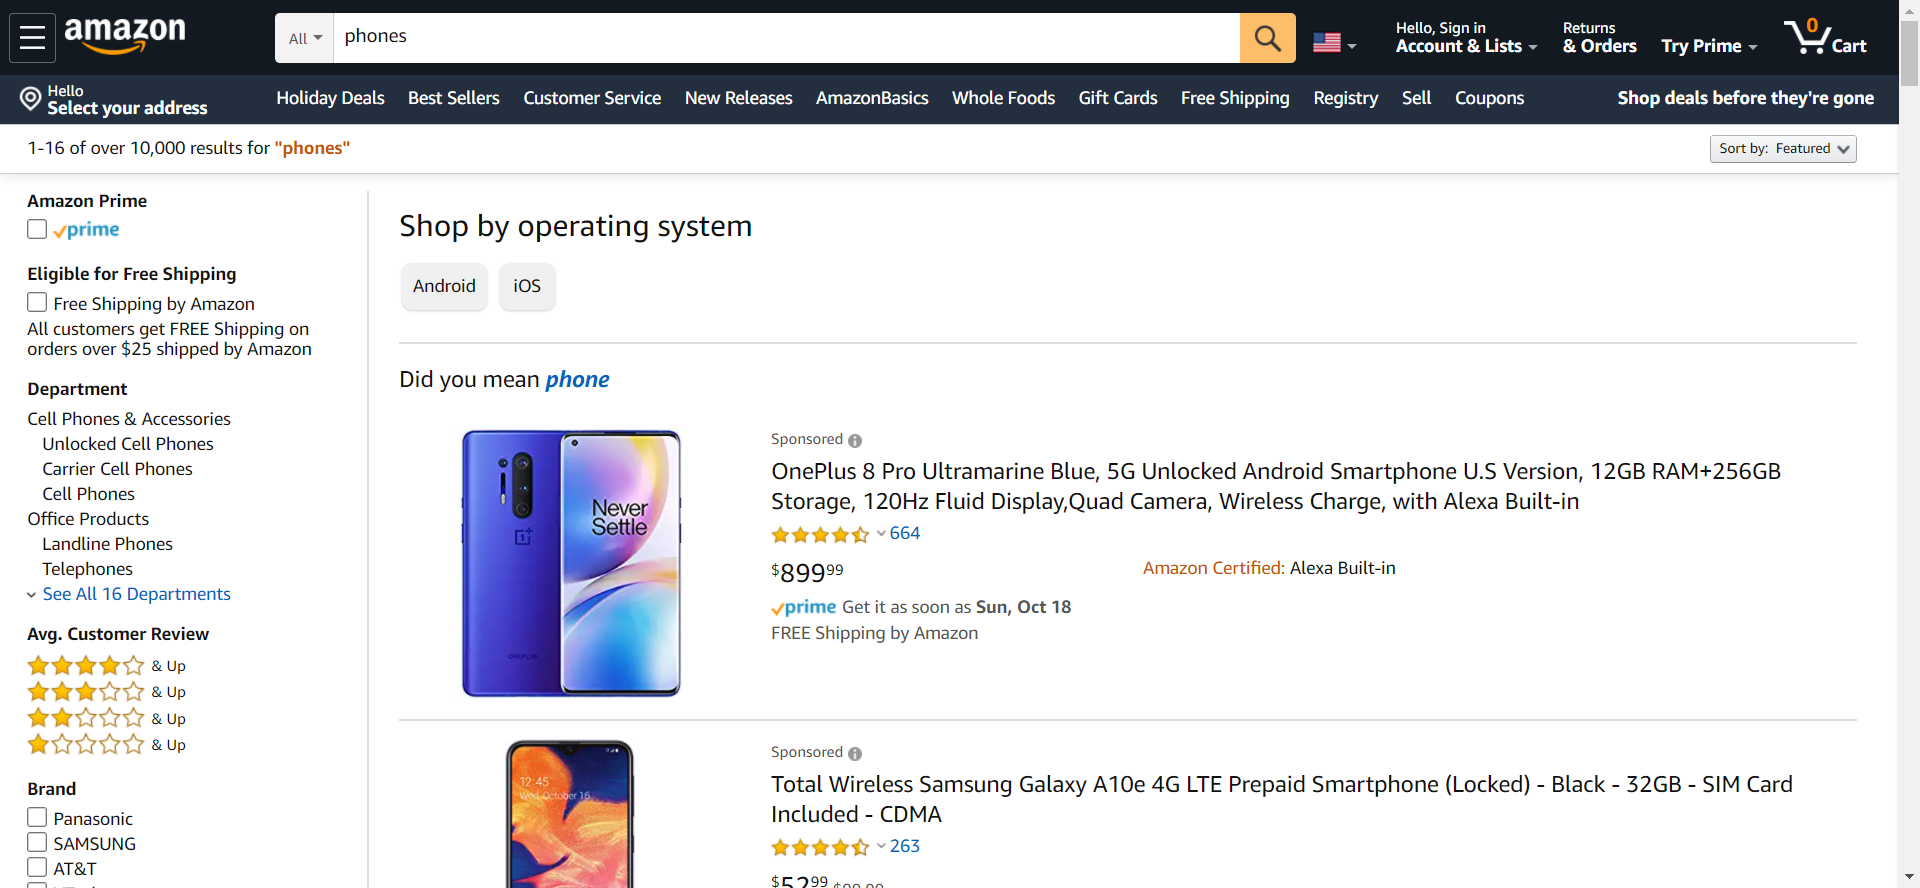 amazon
All
phones
Hello, Sign in
Account & Lists
Returns
& Orders
Try Prime
0
Cart
Hello
Select your address
Holiday Deals
Best Sellers
Customer Service
New Releases
AmazonBasics
Whole Foods
Gift Cards
Free Shipping
Registry
Sell
Coupons
Shop deals before they're gone
1-16 of over 10,000 results for "phones"
Sort by: Featured
Amazon Prime
prime
Eligible for Free Shipping
Free Shipping by Amazon
All customers get FREE Shipping on
orders over $25 shipped by Amazon
Department
Cell Phones & Accessories
Unlocked Cell Phones
Carrier Cell Phones
Cell Phones
Office Products
Landline Phones
Telephones
See All 16 Departments
Avg. Customer Review
& Up
& Up
& Up
& Up
Brand
Panasonic
SAMSUNG
AT&T
Shop by operating system
Android
iOS
Did you mean phone
Never
Settle
ONEPLUS
Sponsored
OnePlus 8 Pro Ultramarine Blue, 5G Unlocked Android Smartphone U.S Version, 12GB RAM+256GB
Storage, 120Hz Fluid Display,Quad Camera, Wireless Charge, with Alexa Built-in
664
$899 99
Amazon Certified: Alexa Built-in
prime Get it as soon as Sun, Oct 18
FREE Shipping by Amazon
12:45
Wed, October 16
Sponsored
Total Wireless Samsung Galaxy A10e 4G LTE Prepaid Smartphone (Locked) - Black - 32GB - SIM Card
Included - CDMA
263
$52 99